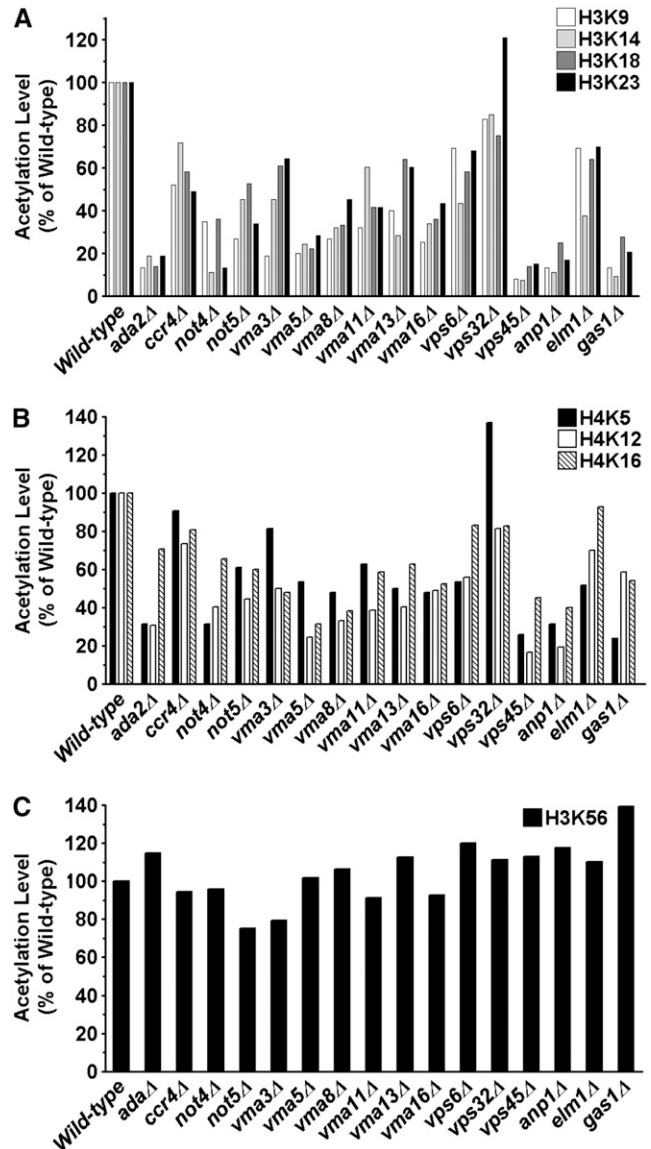 A
H3K9
H3K14
H3K18
H3K23
Acetylation Level
(% of Wild-type)
120
100
80
60
40
20
0
Wild-type
ada2Δ
ccr4Δ
not4Δ
not5Δ
vma3Δ
vma5Δ
vma8Δ
vma11Δ
vma13Δ
vma16Δ
vps6Δ
vps32Δ
vps45Δ
anp1Δ
elm1Δ
gas1Δ
B
H4K5
H4K12
H4K16
Acetylation Level
(% of Wild-type)
140
120
100
80
60
40
20
0
Wild-type
ada2Δ
ccr4Δ
not4Δ
not5Δ
vma3Δ
vma5Δ
vma8Δ
vma11Δ
vma13Δ
vma16Δ
vps6Δ
vps32Δ
vps45Δ
anp1Δ
elm1Δ
gas1Δ
C
H3K56
Acetylation Level
(% of Wild-type)
140
120
100
80
60
40
20
0
Wild-type
adaΔ
ccr4Δ
not4Δ
not5Δ
vma3Δ
vma5Δ
vma8Δ
vma11Δ
vma13Δ
vma16Δ
vps6Δ
vps32Δ
vps45Δ
anp1Δ
elm1Δ
gas1Δ